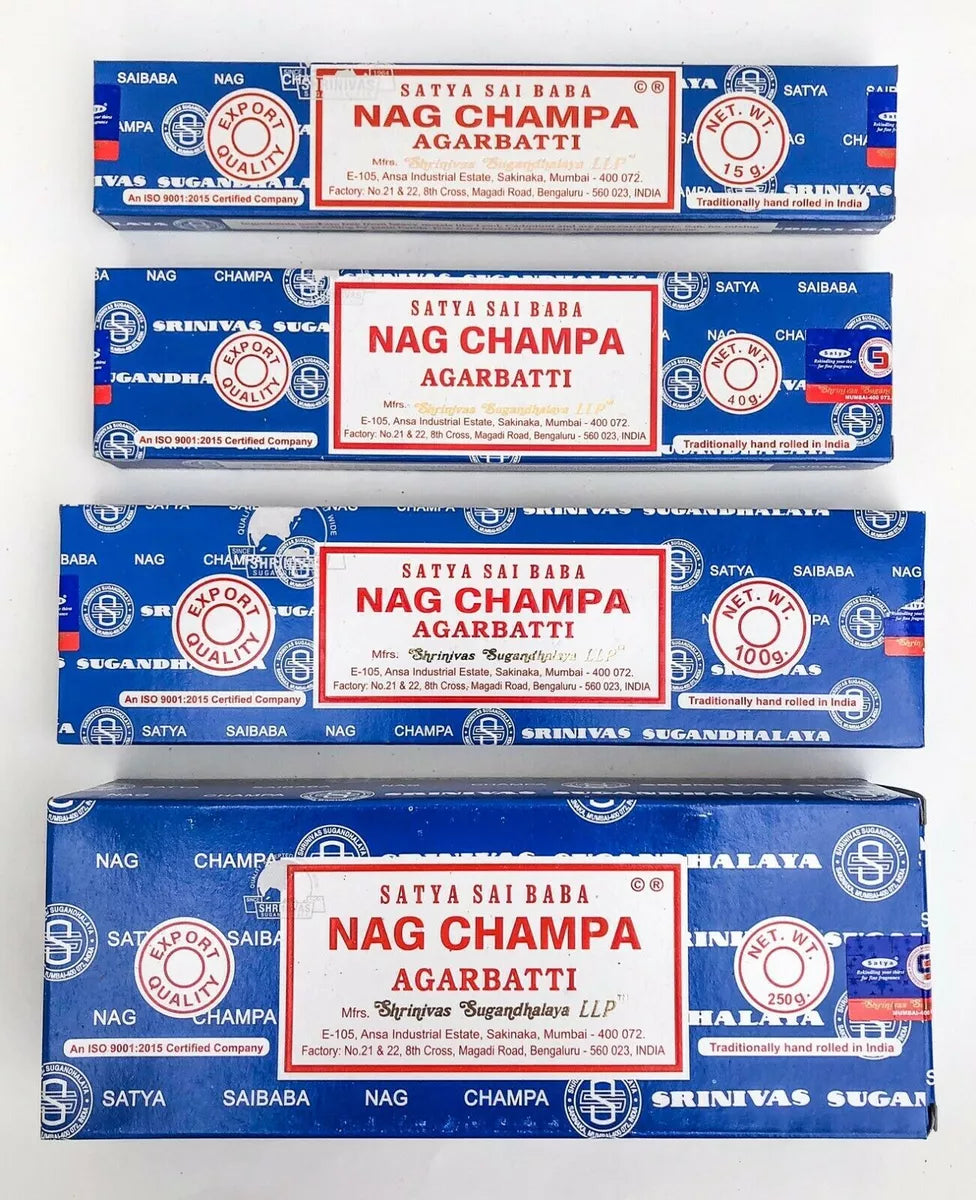 SAIBABA NAG
SATYA
EXPORT QUALITY
SATYA SAI BABA © ®
NAG CHAMPA
AGARBATTI
Mfrs. Shrinivas Sugandhalaya LLP
E-105, Ansa Industrial Estate, Sakinaka, Mumbai - 400 072.
Factory: No.21 & 22, 8th Cross, Magadi Road, Bengaluru - 560 023, INDIA
NET. WT. 15 g.
An ISO 9001:2015 Certified Company
Traditionally hand rolled in India
NAG CHAMPA
SATYA SAIBABA
SRINIVAS
EXPORT QUALITY
SATYA SAI BABA
NAG CHAMPA
AGARBATTI
Mfrs. Shrinivas Sugandhalaya LLP™
E-105, Ansa Industrial Estate, Sakinaka, Mumbai - 400 072.
Factory: No.21 & 22, 8th Cross, Magadi Road, Bengaluru - 560 023, INDIA
NET. WT. 40 g.
Satya
An ISO 9001:2015 Certified Company
Traditionally hand rolled in India
SRINIVAS SUGANDHALAYA
BABA NAG CHAMPA
SATYA SAIBABA NAG
EXPORT QUALITY
SATYA SAI BABA
NAG CHAMPA
AGARBATTI
Mfrs. Shrinivas Sugandhalaya LLP
E-105, Ansa Industrial Estate, Sakinaka, Mumbai - 400 072.
Factory: No.21 & 22, 8th Cross, Magadi Road, Bengaluru - 560 023, INDIA
NET. WT. 100g.
An ISO 9001:2015 Certified Company
Traditionally hand rolled in India
SATYA SAIBABA NAG CHAMPA SRINIVAS SUGANDHALAYA
NAG CHAMPA
EXPORT QUALITY
SATYA SAI BABA © ®
NAG CHAMPA
AGARBATTI
Mfrs. Shrinivas Sugandhalaya LLP™
E-105, Ansa Industrial Estate, Sakinaka, Mumbai - 400 072.
Factory: No.21 & 22, 8th Cross, Magadi Road, Bengaluru - 560 023, INDIA
NET. WT. 250 g.
Satya
NAG CHAMPA
An ISO 9001:2015 Certified Company
Traditionally hand rolled in India
SATYA SAIBABA NAG CHAMPA SRINIVAS SUGAN